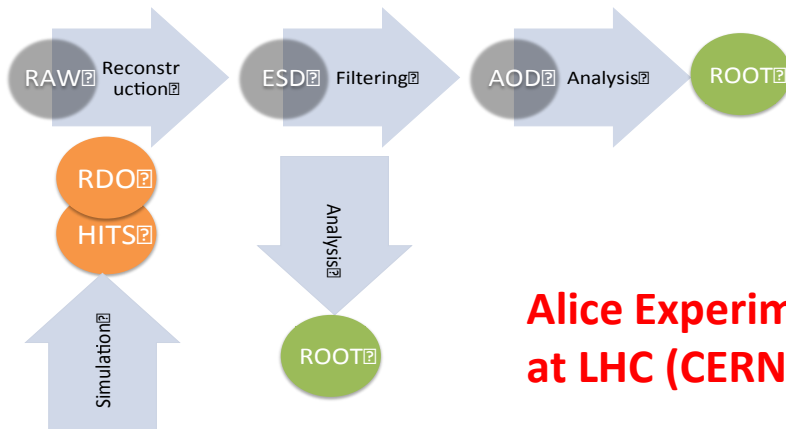 RAW
Reconstr
uction
ESD
Filtering
AOD
Analysis
ROOT
RDO
HITS
Analysis
Simulation
ROOT
Alice Experim
at LHC (CERN